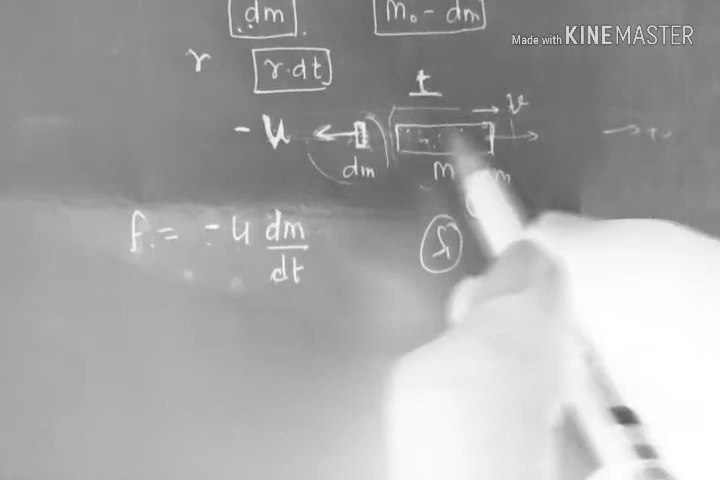 dm m₀ - dm
Made with KINEMASTER
r r.dt
t
- u v
dm m
f = - u dm/dt